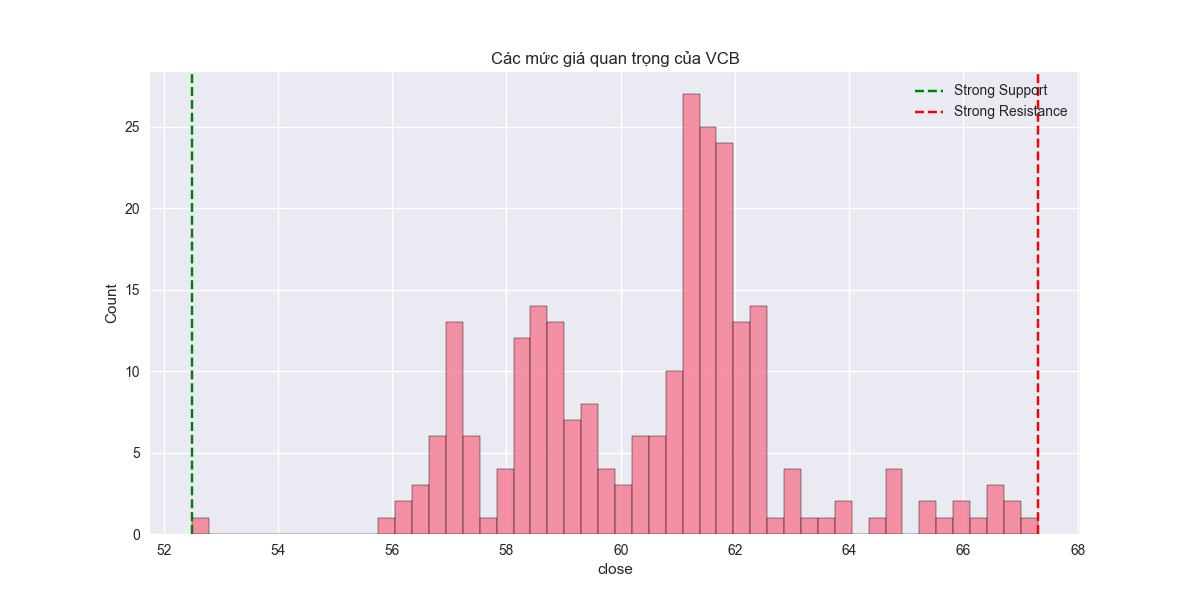 Các mức giá quan trọng của VCB
Strong Support
Strong Resistance
25
20
15
10
5
0
Count
52 54 56 58 60 62 64 66 68
close